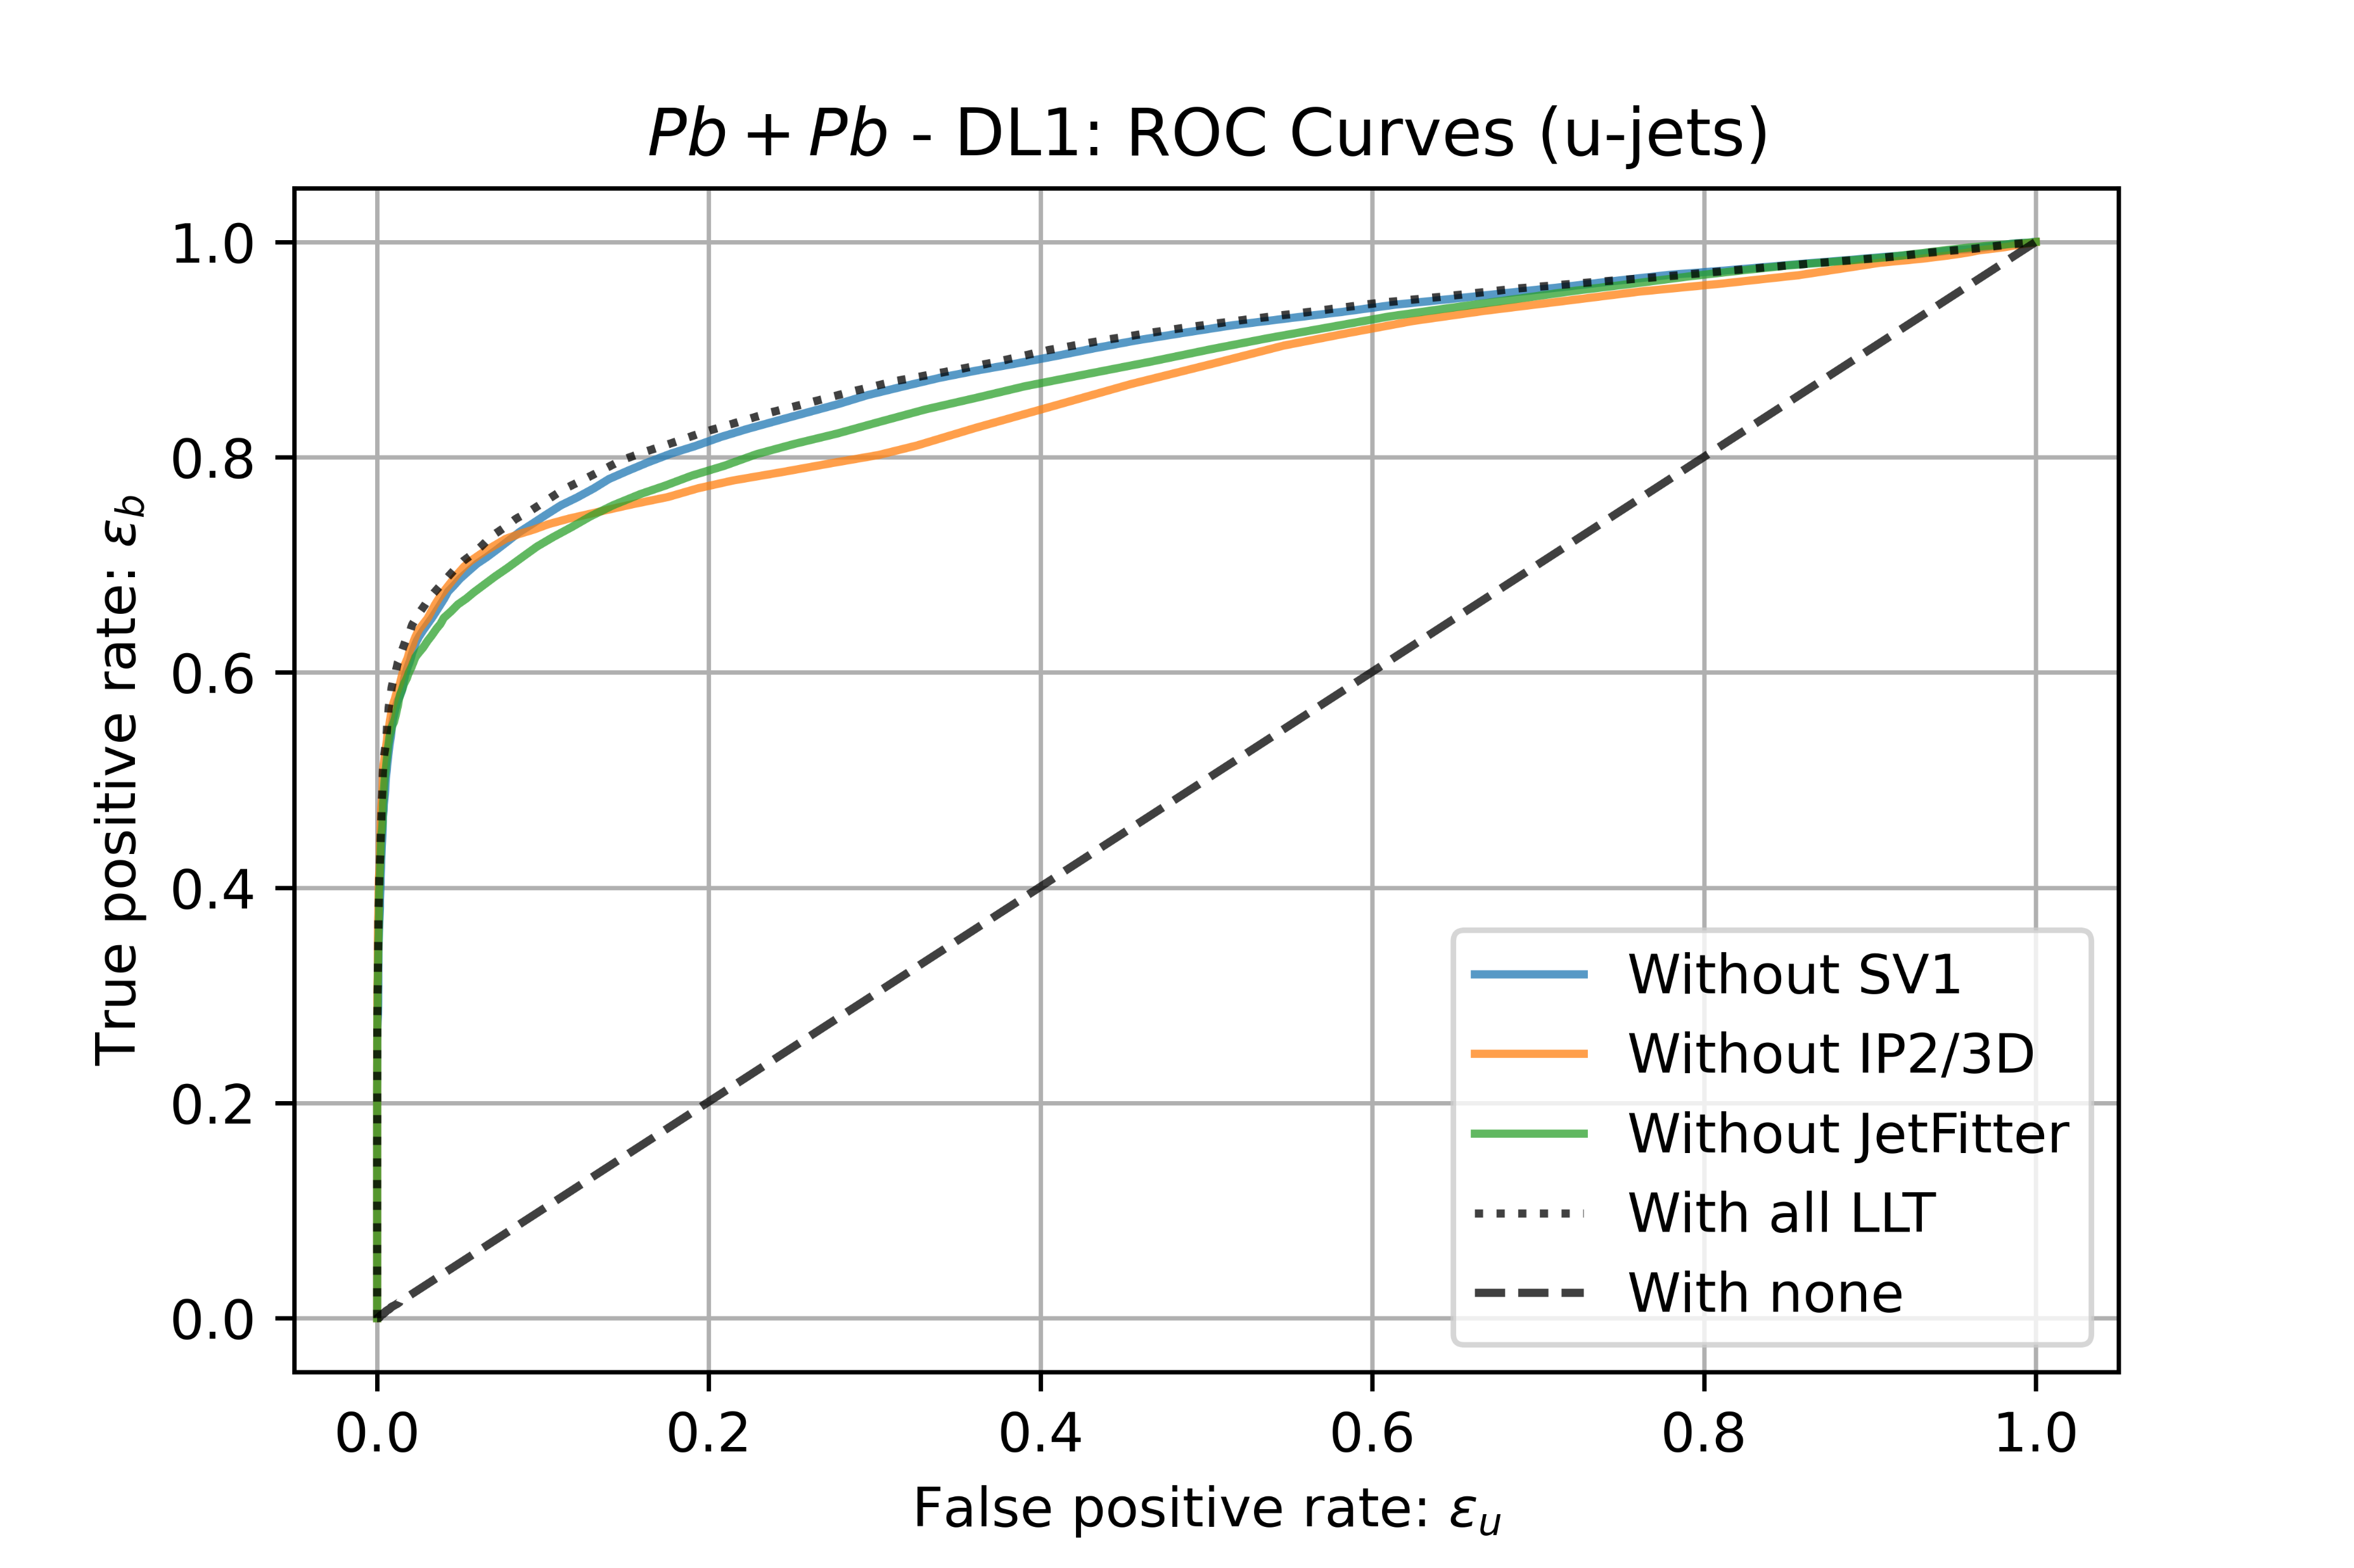 Pb + Pb - DL1: ROC Curves (u-jets)
True positive rate: ε_b
1.0
0.8
0.6
0.4
0.2
0.0
0.0 0.2 0.4 0.6 0.8 1.0
False positive rate: ε_u
Without SV1
Without IP2/3D
Without JetFitter
With all LLT
With none